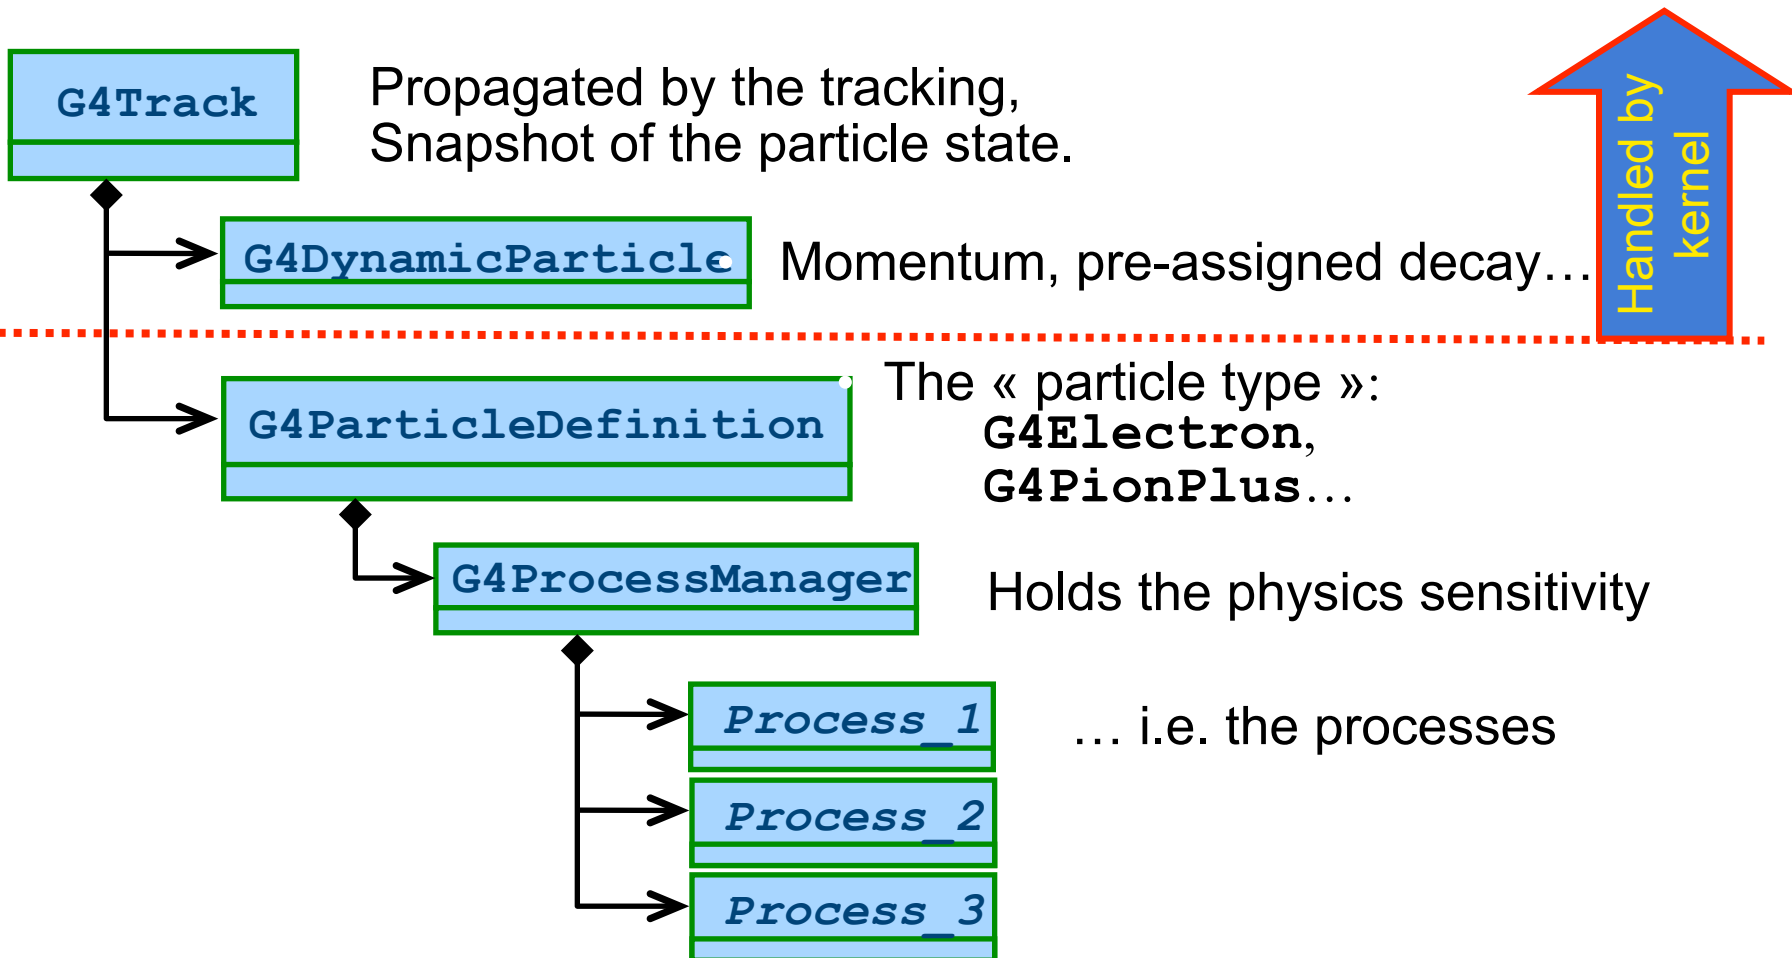 G4Track
Propagated by the tracking,
Snapshot of the particle state.
Handled by
kernel
G4DynamicParticle
Momentum, pre-assigned decay…
The « particle type »:
G4ParticleDefinition
G4Electron,
G4PionPlus…
G4ProcessManager
Holds the physics sensitivity
Process_1
… i.e. the processes
Process_2
Process_3